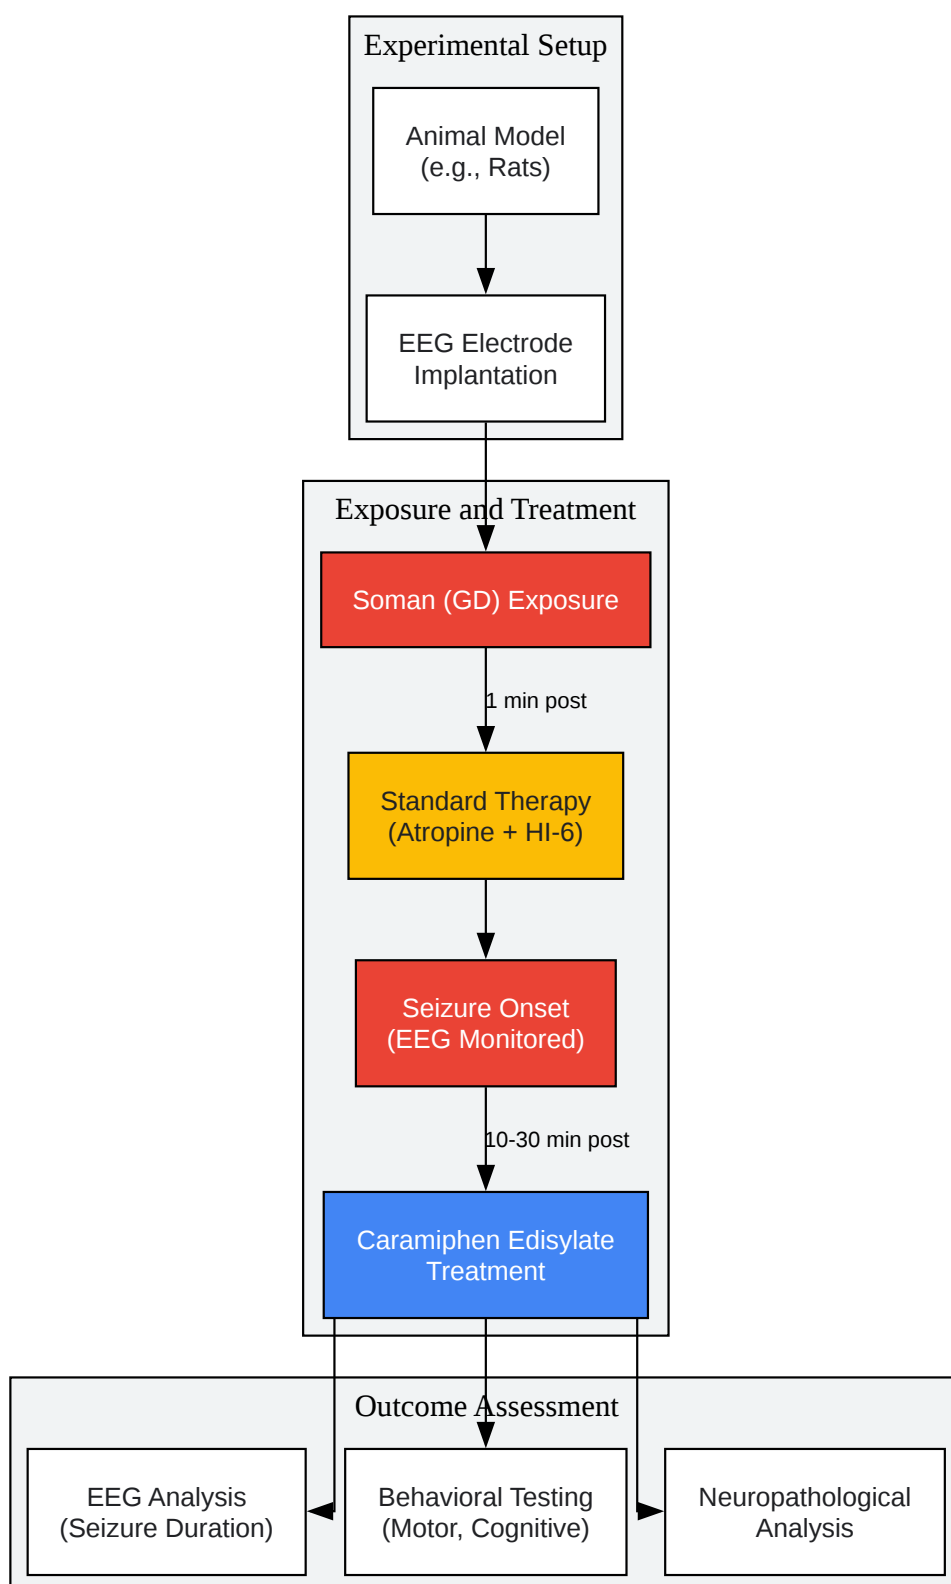 Experimental Setup
Animal Model
(e.g., Rats)
EEG Electrode
Implantation
Exposure and Treatment
Soman (GD) Exposure
1 min post
Standard Therapy
(Atropine + HI-6)
Seizure Onset
(EEG Monitored)
10-30 min post
Caramiphen Edisylate
Treatment
Outcome Assessment
EEG Analysis
(Seizure Duration)
Behavioral Testing
(Motor, Cognitive)
Neuropathological
Analysis